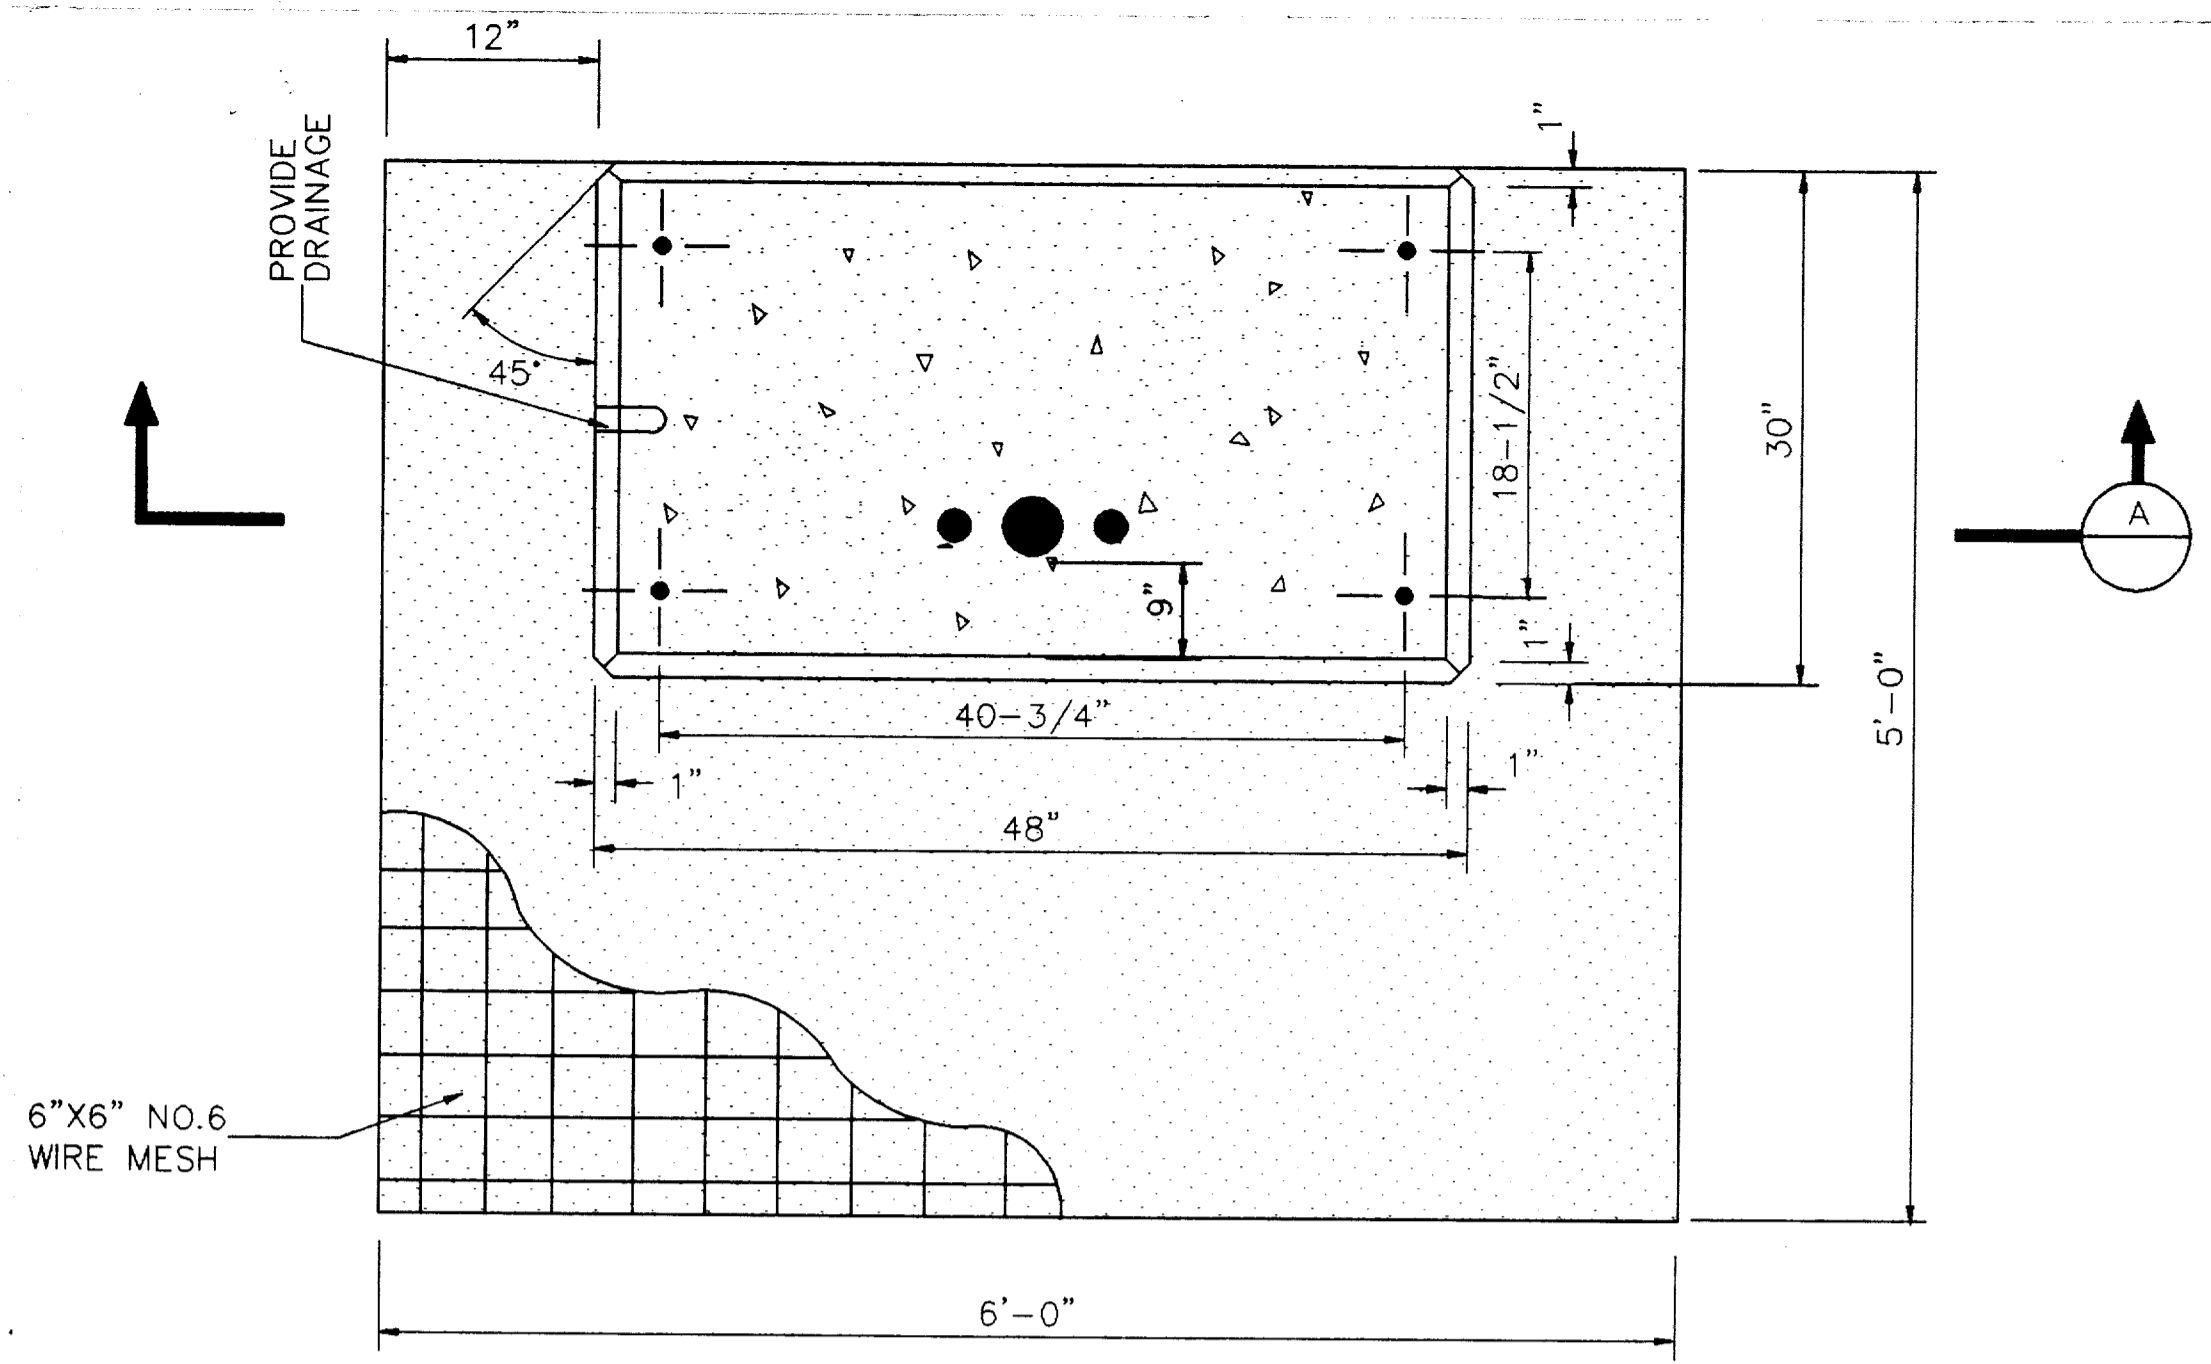 12”
1”
PROVIDE
DRAINAGE
45°
18-1/2”
30”
A
9”
1”
5’-0”
40-3/4”
1”
1”
48”
6”X6” NO.6
WIRE MESH
6’-0”